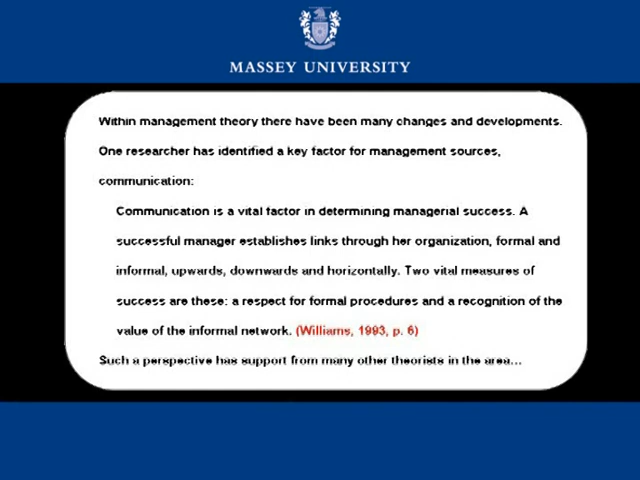 MASSEY UNIVERSITY
Within management theory there have been many changes and developments.
One researcher has identified a key factor for management sources,
communication:
Communication is a vital factor in determining managerial success. A
successful manager establishes links through her organization, formal and
informal, upwards, downwards and horizontally. Two vital measures of
success are these: a respect for formal procedures and a recognition of the
value of the informal network. (Williams, 1993, p. 6)
Such a perspective has support from many other theorists in the area...